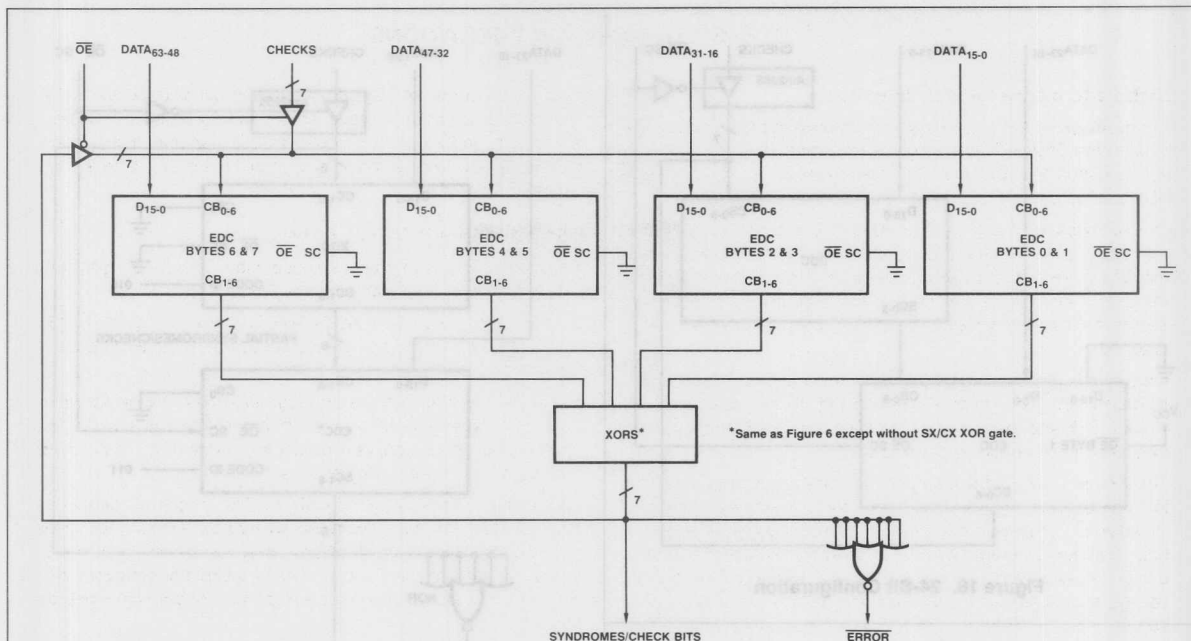 OE DATA63-48 CHECKS DATA47-32 DATA31-16 DATA15-0
7
7
D15-0 CB0-6 D15-0 CB0-6 D15-0 CB0-6 D15-0 CB0-6
EDC EDC EDC EDC
BYTES 6 & 7 OE SC BYTES 4 & 5 OE SC BYTES 2 & 3 OE SC BYTES 0 & 1 OE SC
CB1-6 CB1-6 CB1-6 CB1-6
7 7 7 7
XORS* *Same as Figure 6 except without SX/CX XOR gate.
7
SYNDROMES/CHECK BITS ERROR